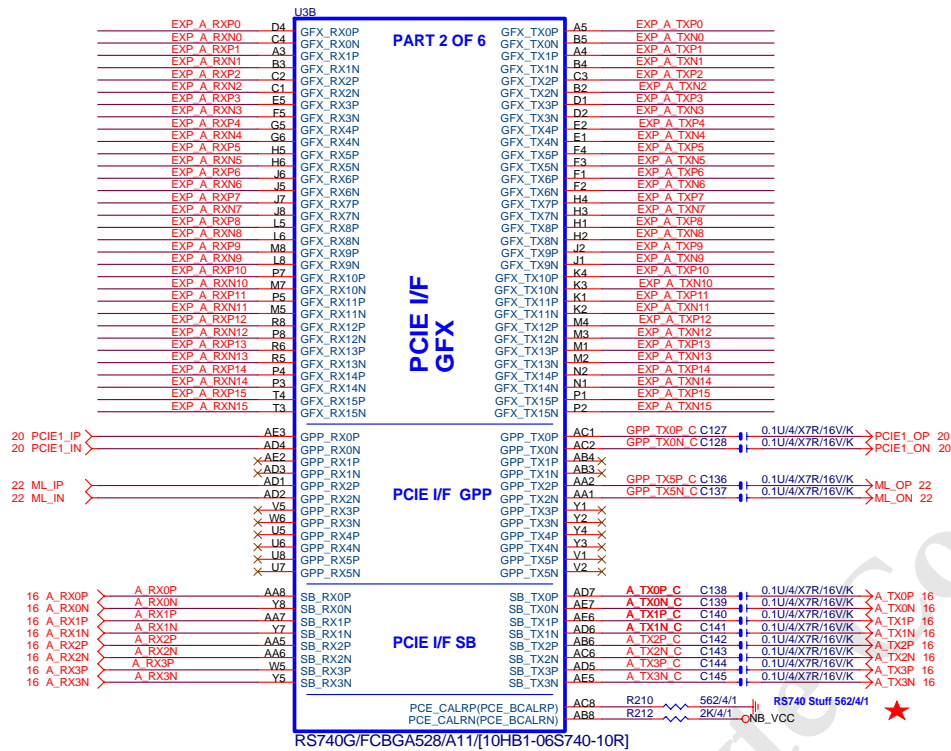 U3B
PART 2 OF 6
EXP_A_RXP0 D4 GFX_RX0P GFX_TX0P A5 EXP_A_TXP0
EXP_A_RXN0 C4 GFX_RX0N GFX_TX0N B5 EXP_A_TXN0
EXP_A_RXP1 A3 GFX_RX1P GFX_TX1P A4 EXP_A_TXP1
EXP_A_RXN1 B3 GFX_RX1N GFX_TX1N B4 EXP_A_TXN1
EXP_A_RXP2 C2 GFX_RX2P GFX_TX2P C3 EXP_A_TXP2
EXP_A_RXN2 C1 GFX_RX2N GFX_TX2N B2 EXP_A_TXN2
EXP_A_RXP3 E5 GFX_RX3P GFX_TX3P D1 EXP_A_TXP3
EXP_A_RXN3 F5 GFX_RX3N GFX_TX3N D2 EXP_A_TXN3
EXP_A_RXP4 G5 GFX_RX4P GFX_TX4P E2 EXP_A_TXP4
EXP_A_RXN4 G6 GFX_RX4N GFX_TX4N E1 EXP_A_TXN4
EXP_A_RXP5 H5 GFX_RX5P GFX_TX5P F4 EXP_A_TXP5
EXP_A_RXN5 H6 GFX_RX5N GFX_TX5N F3 EXP_A_TXN5
EXP_A_RXP6 J6 GFX_RX6P GFX_TX6P F1 EXP_A_TXP6
EXP_A_RXN6 J5 GFX_RX6N GFX_TX6N F2 EXP_A_TXN6
EXP_A_RXP7 J7 GFX_RX7P GFX_TX7P H4 EXP_A_TXP7
EXP_A_RXN7 J8 GFX_RX7N GFX_TX7N H3 EXP_A_TXN7
EXP_A_RXP8 L5 GFX_RX8P GFX_TX8P H1 EXP_A_TXP8
EXP_A_RXN8 L6 GFX_RX8N GFX_TX8N H2 EXP_A_TXN8
EXP_A_RXP9 M8 GFX_RX9P GFX_TX9P J2 EXP_A_TXP9
EXP_A_RXN9 L8 GFX_RX9N GFX_TX9N J1 EXP_A_TXN9
EXP_A_RXP10 P7 GFX_RX10P GFX_TX10P K4 EXP_A_TXP10
EXP_A_RXN10 M7 GFX_RX10N GFX_TX10N K3 EXP_A_TXN10
EXP_A_RXP11 P5 GFX_RX11P GFX_TX11P K1 EXP_A_TXP11
EXP_A_RXN11 M5 GFX_RX11N GFX_TX11N K2 EXP_A_TXN11
EXP_A_RXP12 R8 GFX_RX12P GFX_TX12P M4 EXP_A_TXP12
EXP_A_RXN12 P8 GFX_RX12N GFX_TX12N M3 EXP_A_TXN12
EXP_A_RXP13 R6 GFX_RX13P GFX_TX13P M1 EXP_A_TXP13
EXP_A_RXN13 R5 GFX_RX13N GFX_TX13N M2 EXP_A_TXN13
EXP_A_RXP14 P4 GFX_RX14P GFX_TX14P N2 EXP_A_TXP14
EXP_A_RXN14 P3 GFX_RX14N GFX_TX14N N1 EXP_A_TXN14
EXP_A_RXP15 T4 GFX_RX15P GFX_TX15P P1 EXP_A_TXP15
EXP_A_RXN15 T3 GFX_RX15N GFX_TX15N P2 EXP_A_TXN15
PCIE I/F
GFX
20 PCIE1_IP AE3 GPP_RX0P GPP_TX0P AC1 GPP_TX0P_C C127 0.1U/4/X7R/16V/K PCIE1_OP 20
20 PCIE1_IN AD4 GPP_RX0N GPP_TX0N AC2 GPP_TX0N_C C128 0.1U/4/X7R/16V/K PCIE1_ON 20
AE2 GPP_RX1P GPP_TX1P AB4
AD3 GPP_RX1N GPP_TX1N AB3
22 ML_IP AD1 GPP_RX2P GPP_TX2P AA2 GPP_TX5P_C C136 0.1U/4/X7R/16V/K ML_OP 22
22 ML_IN AD2 GPP_RX2N GPP_TX2N AA1 GPP_TX5N_C C137 0.1U/4/X7R/16V/K ML_ON 22
PCIE I/F GPP
V5 GPP_RX3P GPP_TX3P Y1
W6 GPP_RX3N GPP_TX3N Y2
U5 GPP_RX4P GPP_TX4P Y4
U6 GPP_RX4N GPP_TX4N Y3
U8 GPP_RX5P GPP_TX5P V1
U7 GPP_RX5N GPP_TX5N V2
16 A_RX0P A_RX0P AA8 SB_RX0P SB_TX0P AD7 A_TX0P_C C138 0.1U/4/X7R/16V/K A_TX0P 16
16 A_RX0N A_RX0N Y8 SB_RX0N SB_TX0N AE7 A_TX0N_C C139 0.1U/4/X7R/16V/K A_TX0N 16
16 A_RX1P A_RX1P AA7 SB_RX1P SB_TX1P AE6 A_TX1P_C C140 0.1U/4/X7R/16V/K A_TX1P 16
16 A_RX1N A_RX1N Y7 SB_RX1N SB_TX1N AD6 A_TX1N_C C141 0.1U/4/X7R/16V/K A_TX1N 16
16 A_RX2P A_RX2P AA5 SB_RX2P SB_TX2P AB6 A_TX2P_C C142 0.1U/4/X7R/16V/K A_TX2P 16
16 A_RX2N A_RX2N AA6 SB_RX2N SB_TX2N AC6 A_TX2N_C C143 0.1U/4/X7R/16V/K A_TX2N 16
16 A_RX3P A_RX3P W5 SB_RX3P SB_TX3P AD5 A_TX3P_C C144 0.1U/4/X7R/16V/K A_TX3P 16
16 A_RX3N A_RX3N Y5 SB_RX3N SB_TX3N AE5 A_TX3N_C C145 0.1U/4/X7R/16V/K A_TX3N 16
PCIE I/F SB
PCE_CALRP(PCE_BCALRP) AC8 R210 562/4/1 RS740 Stuff 562/4/1
PCE_CALRN(PCE_BCALRN) AB8 R212 2K/4/1 NB_VCC
RS740G/FCBGA528/A11/[10HB1-06S740-10R]